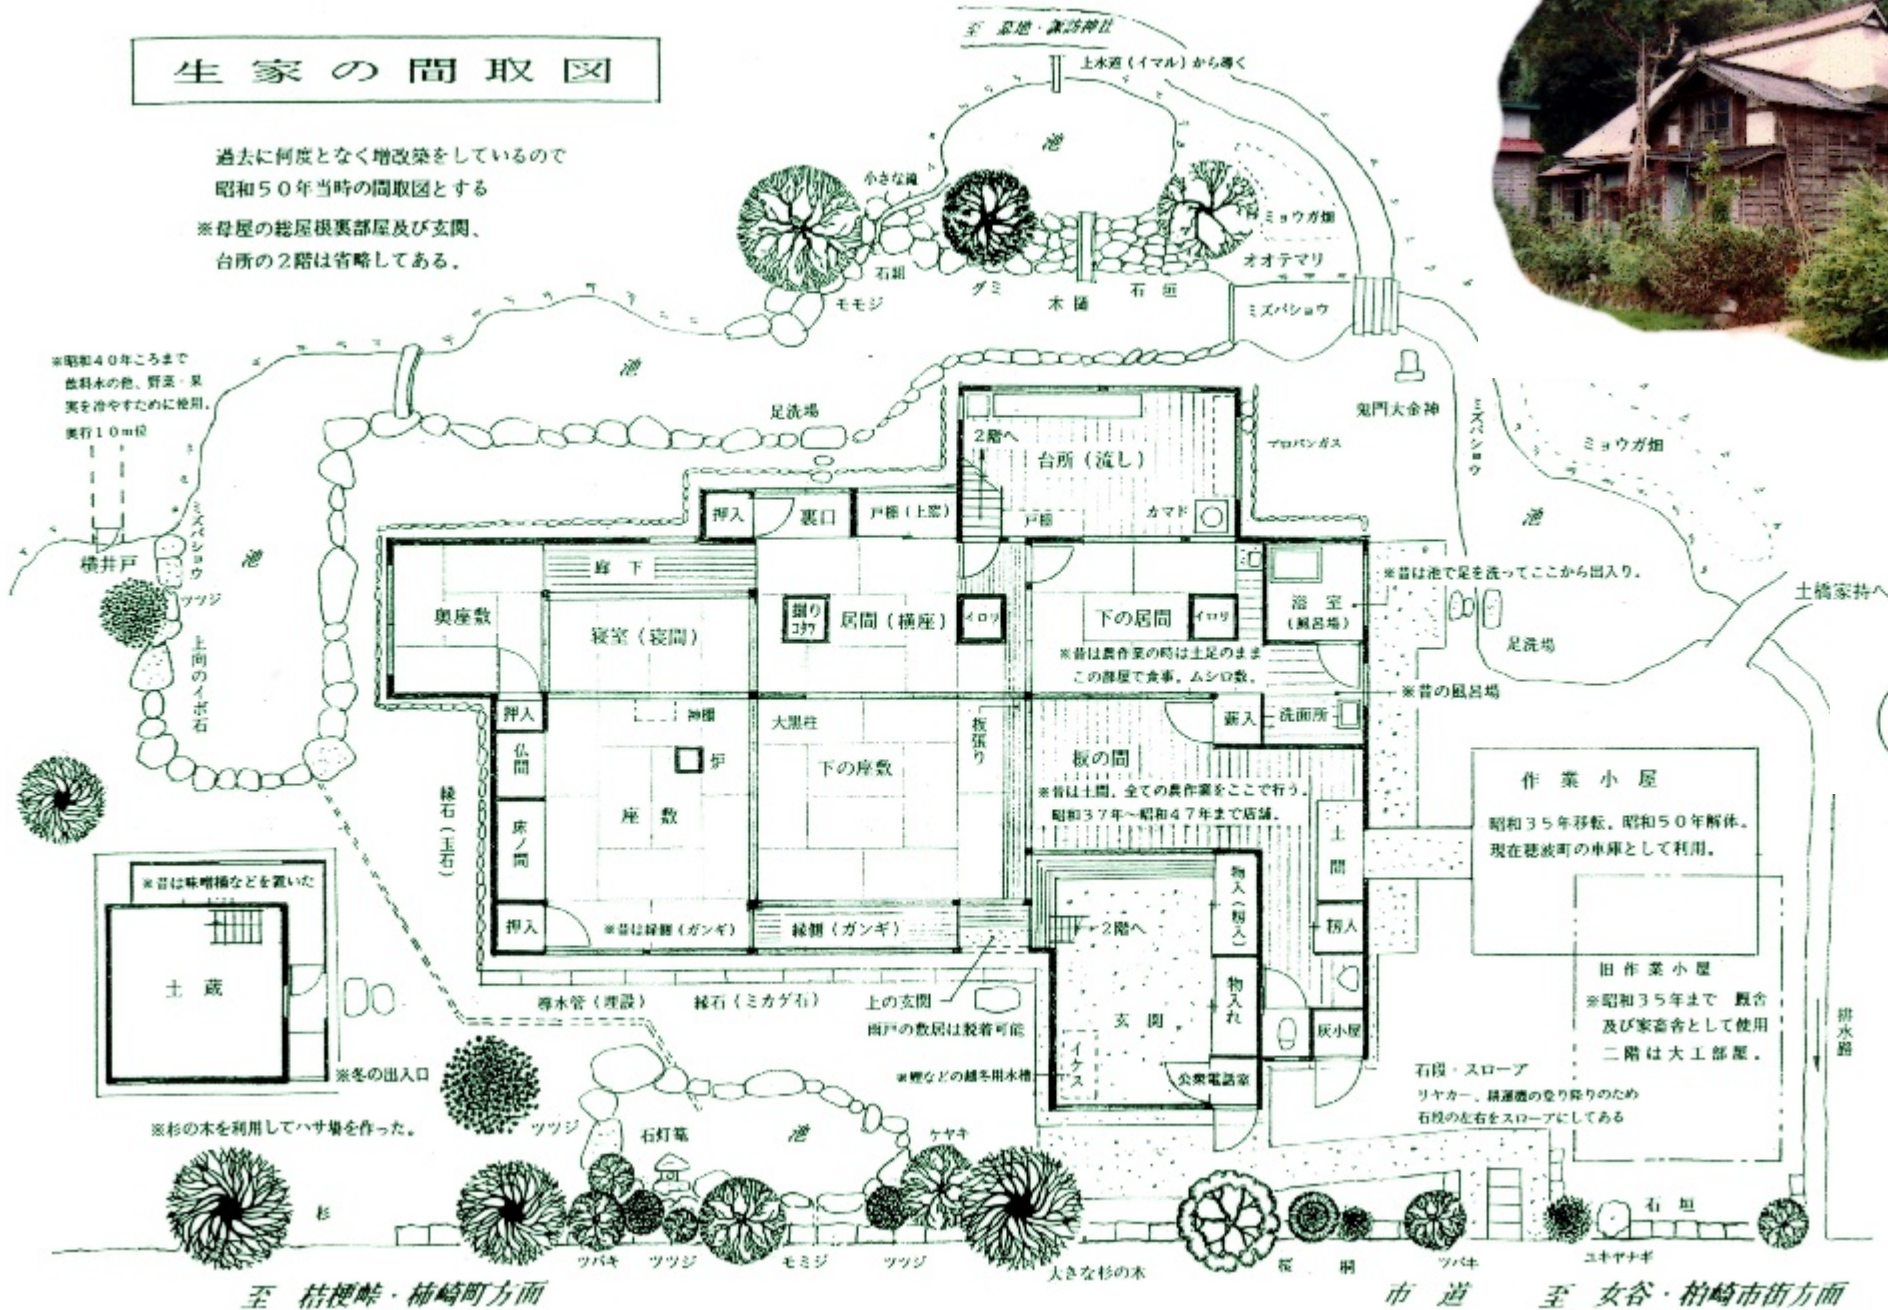 生家の間取図
過去に何度となく増改築をしているので
昭和50年当時の間取図とする
※母屋の総屋根裏部屋及び玄関、
台所の2階は省略してある。
至 墓地・諏訪神社
上水道(イマル)から導く
池
小さな滝
ミョウガ畑
オオデマリ
石組
モモジ
グミ
木樋
石垣
ミズバショウ
※昭和40年ころまで
飲料水の他、野菜・果
実を冷やすために使用。
奥行10m位
池
足洗場
鬼門大金神
ミズバショウ
ミョウガ畑
プロパンガス
2階へ
台所(流し)
戸棚
カマド
押入
裏口
戸棚(上窓)
横井戸
ミズバショウ
池
ツツジ
上向のイボ石
廊下
奥座敷
寝室(寝間)
掘り
コタツ
居間(横座)
イロリ
下の居間
イロリ
浴室
(風呂場)
※昔は農作業の時は土足のまま
この部屋で食事。ムシロ敷。
池
※昔は池で足を洗ってここから出入り。
足洗場
土橋家持へ
※昔の風呂場
押入
神棚
大黒柱
板張り
薪入
洗面所
仏間
炉
下の座敷
板の間
※昔は土間、全ての農作業をここで行う。
昭和37年~昭和47年まで店舗。
縁石(玉石)
床ノ間
座敷
土間
作業小屋
昭和35年移転。昭和50年解体。
現在穂波町の車庫として利用。
※昔は味噌桶などを置いた
土蔵
押入
※昔は縁側(ガンギ)
縁側(ガンギ)
2階へ
物入(籾入)
籾入
旧作業小屋
※昭和35年まで 厩舎
及び家畜舎として使用
二階は大工部屋。
排水路
導水管(埋設)
縁石(ミカゲ石)
上の玄関
雨戸の敷居は脱着可能
玄関
物入れ
灰小屋
イケス
※鯉などの越冬用水槽
公衆電話室
石段・スロープ
リヤカー、耕運機の登り降りのため
石段の左右をスロープにしてある
※冬の出入口
※杉の木を利用してハサ場を作った。
ツツジ
石灯篭
池
ケヤキ
杉
ツバキ
ツツジ
モミジ
ツツジ
大きな杉の木
桜
桐
ツバキ
ユキヤナギ
石垣
至 桔梗峠・柿崎町方面
市道
至 女谷・柏崎市街方面